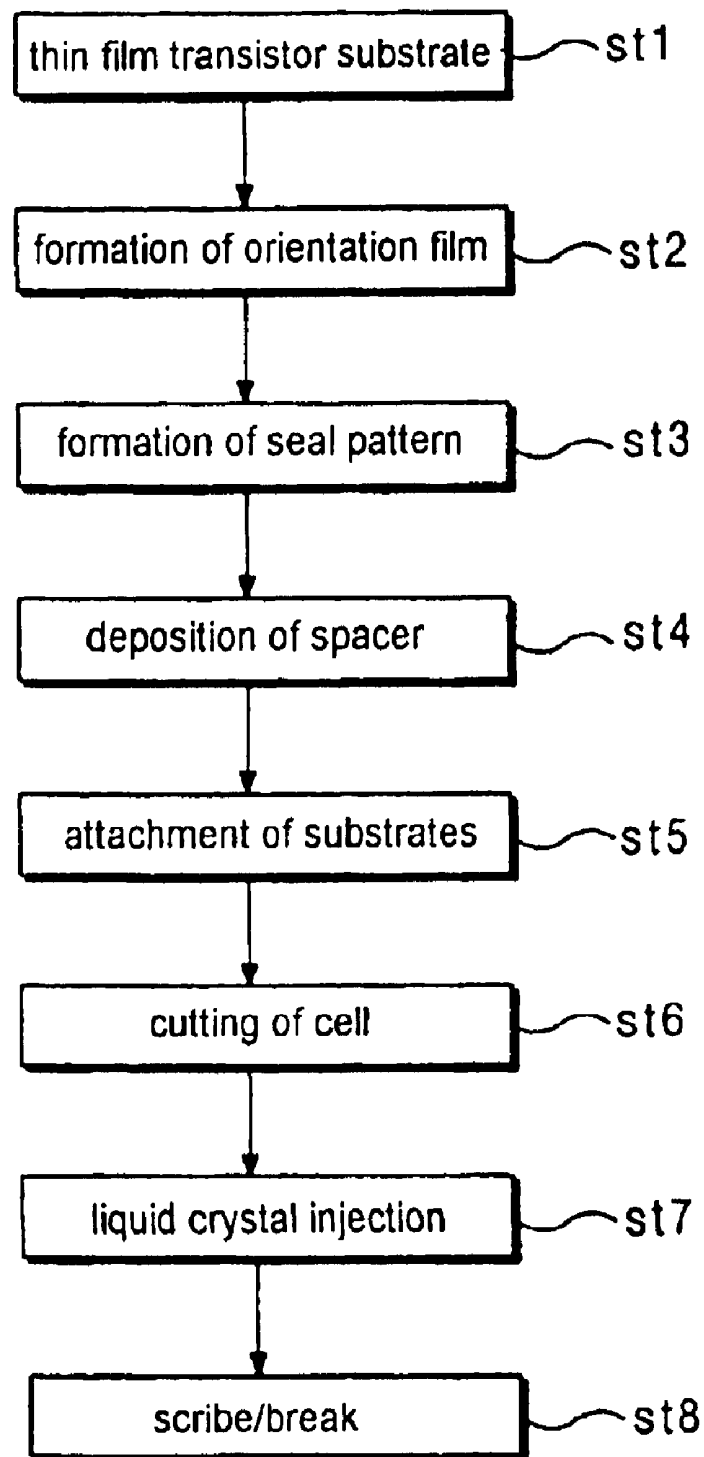 thin film transistor substrate st1
formation of orientation film st2
formation of seal pattern st3
deposition of spacer st4
attachment of substrates st5
cutting of cell st6
liquid crystal injection st7
scribe/break st8